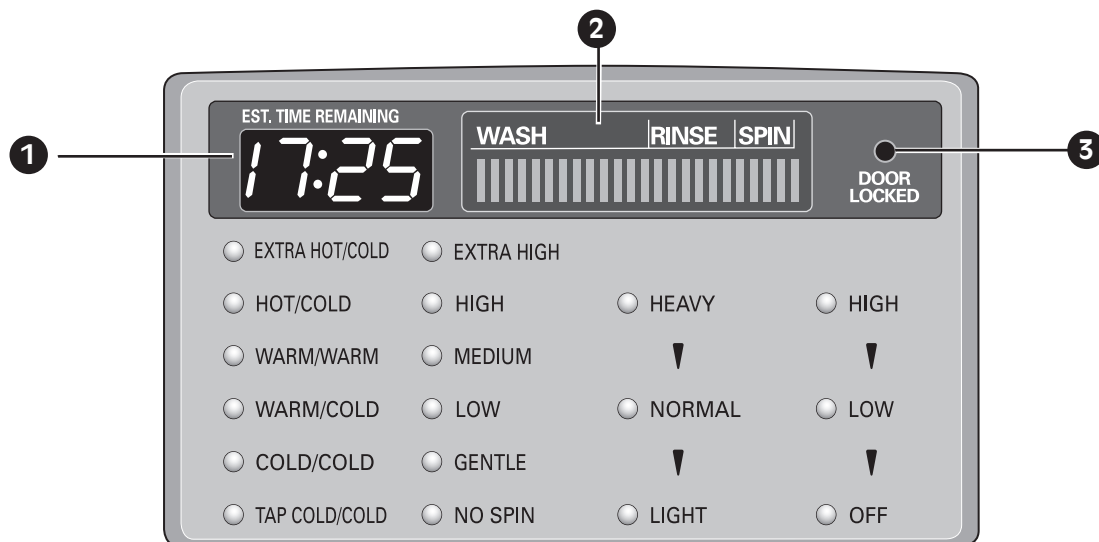 2
EST. TIME REMAINING
1 17:25 WASH RINSE SPIN 3
DOOR
LOCKED
EXTRA HOT/COLD EXTRA HIGH
HOT/COLD HIGH HEAVY HIGH
WARM/WARM MEDIUM
WARM/COLD LOW NORMAL LOW
COLD/COLD GENTLE
TAP COLD/COLD NO SPIN LIGHT OFF